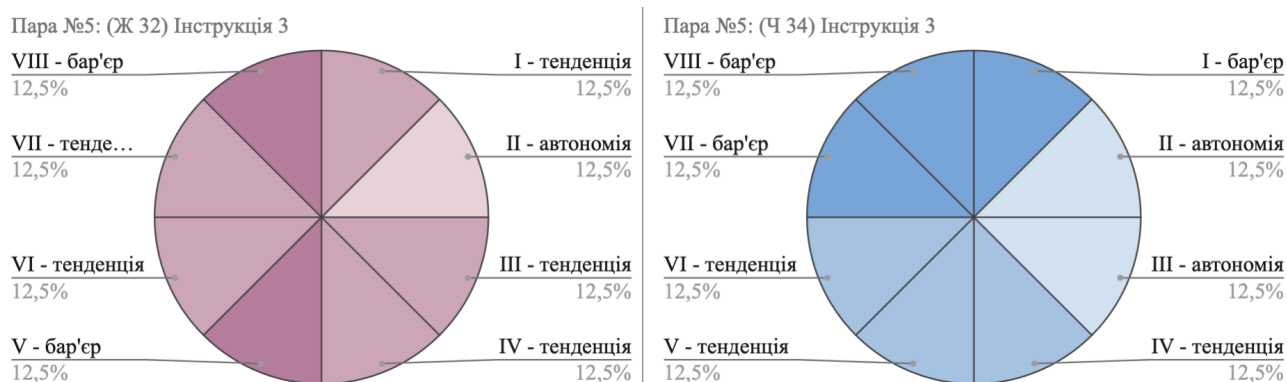 Пара №5: (Ж 32) Інструкція 3
VIII - бар'єр
12,5%
I - тенденція
12,5%
VII - тенде…
12,5%
II - автономія
12,5%
VI - тенденція
12,5%
III - тенденція
12,5%
V - бар'єр
12,5%
IV - тенденція
12,5%
Пара №5: (Ч 34) Інструкція 3
VIII - бар'єр
12,5%
I - бар'єр
12,5%
VII - бар'єр
12,5%
II - автономія
12,5%
VI - тенденція
12,5%
III - автономія
12,5%
V - тенденція
12,5%
IV - тенденція
12,5%